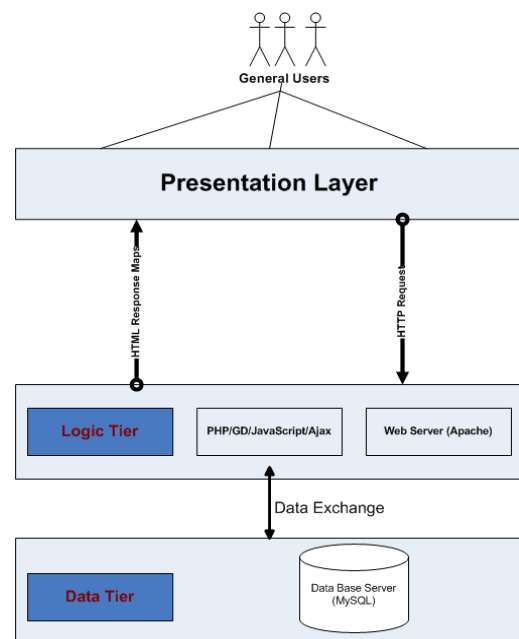 General Users
Presentation Layer
HTML Response Maps
HTTP Request
Logic Tier
PHP/GD/JavaScript/Ajax
Web Server (Apache)
Data Exchange
Data Tier
Data Base Server
(MySQL)